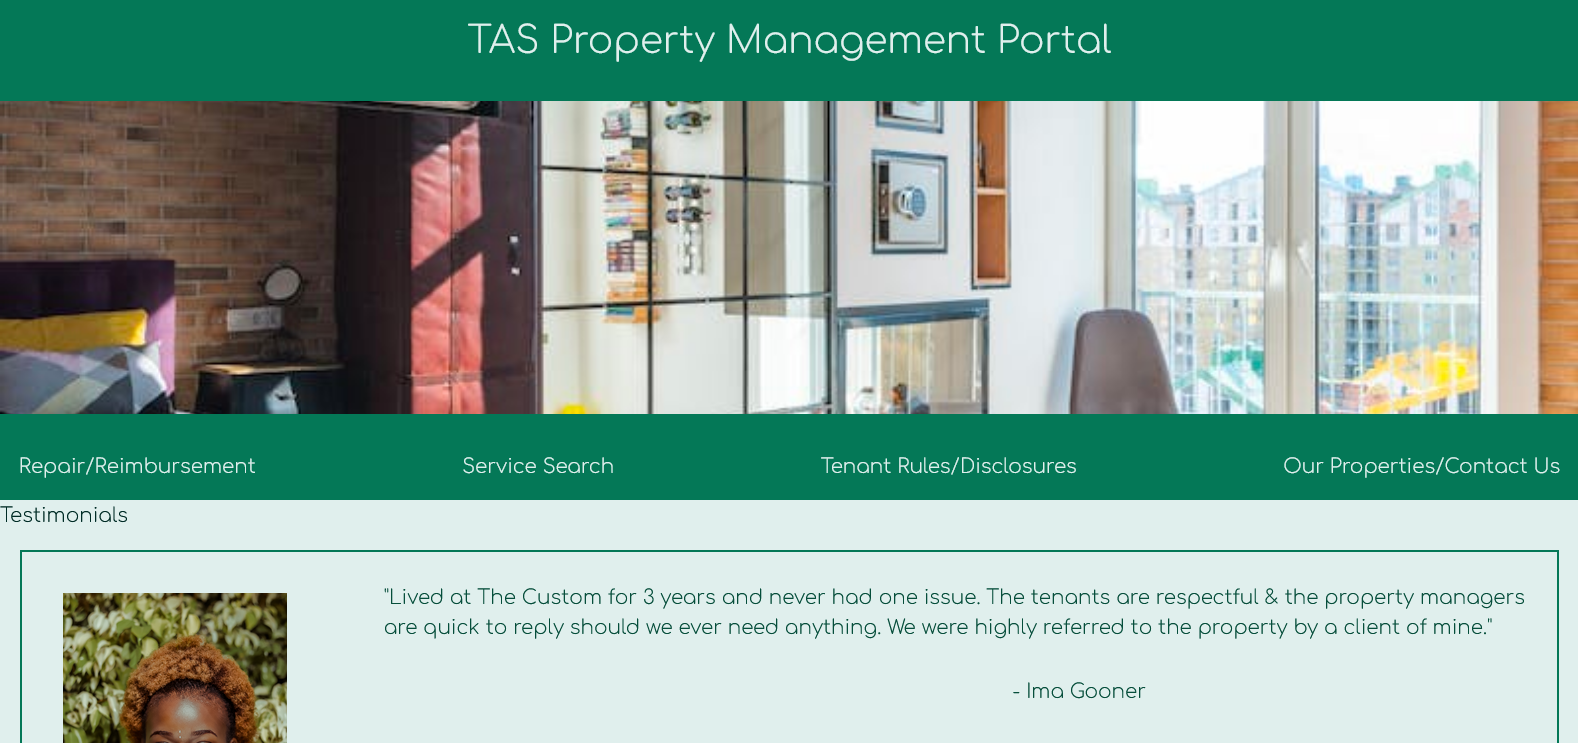 TAS Property Management Portal
Repair/Reimbursement
Service Search
Tenant Rules/Disclosures
Our Properties/Contact Us
Testimonials
"Lived at The Custom for 3 years and never had one issue. The tenants are respectful & the property managers
are quick to reply should we ever need anything. We were highly referred to the property by a client of mine."
- Ima Gooner